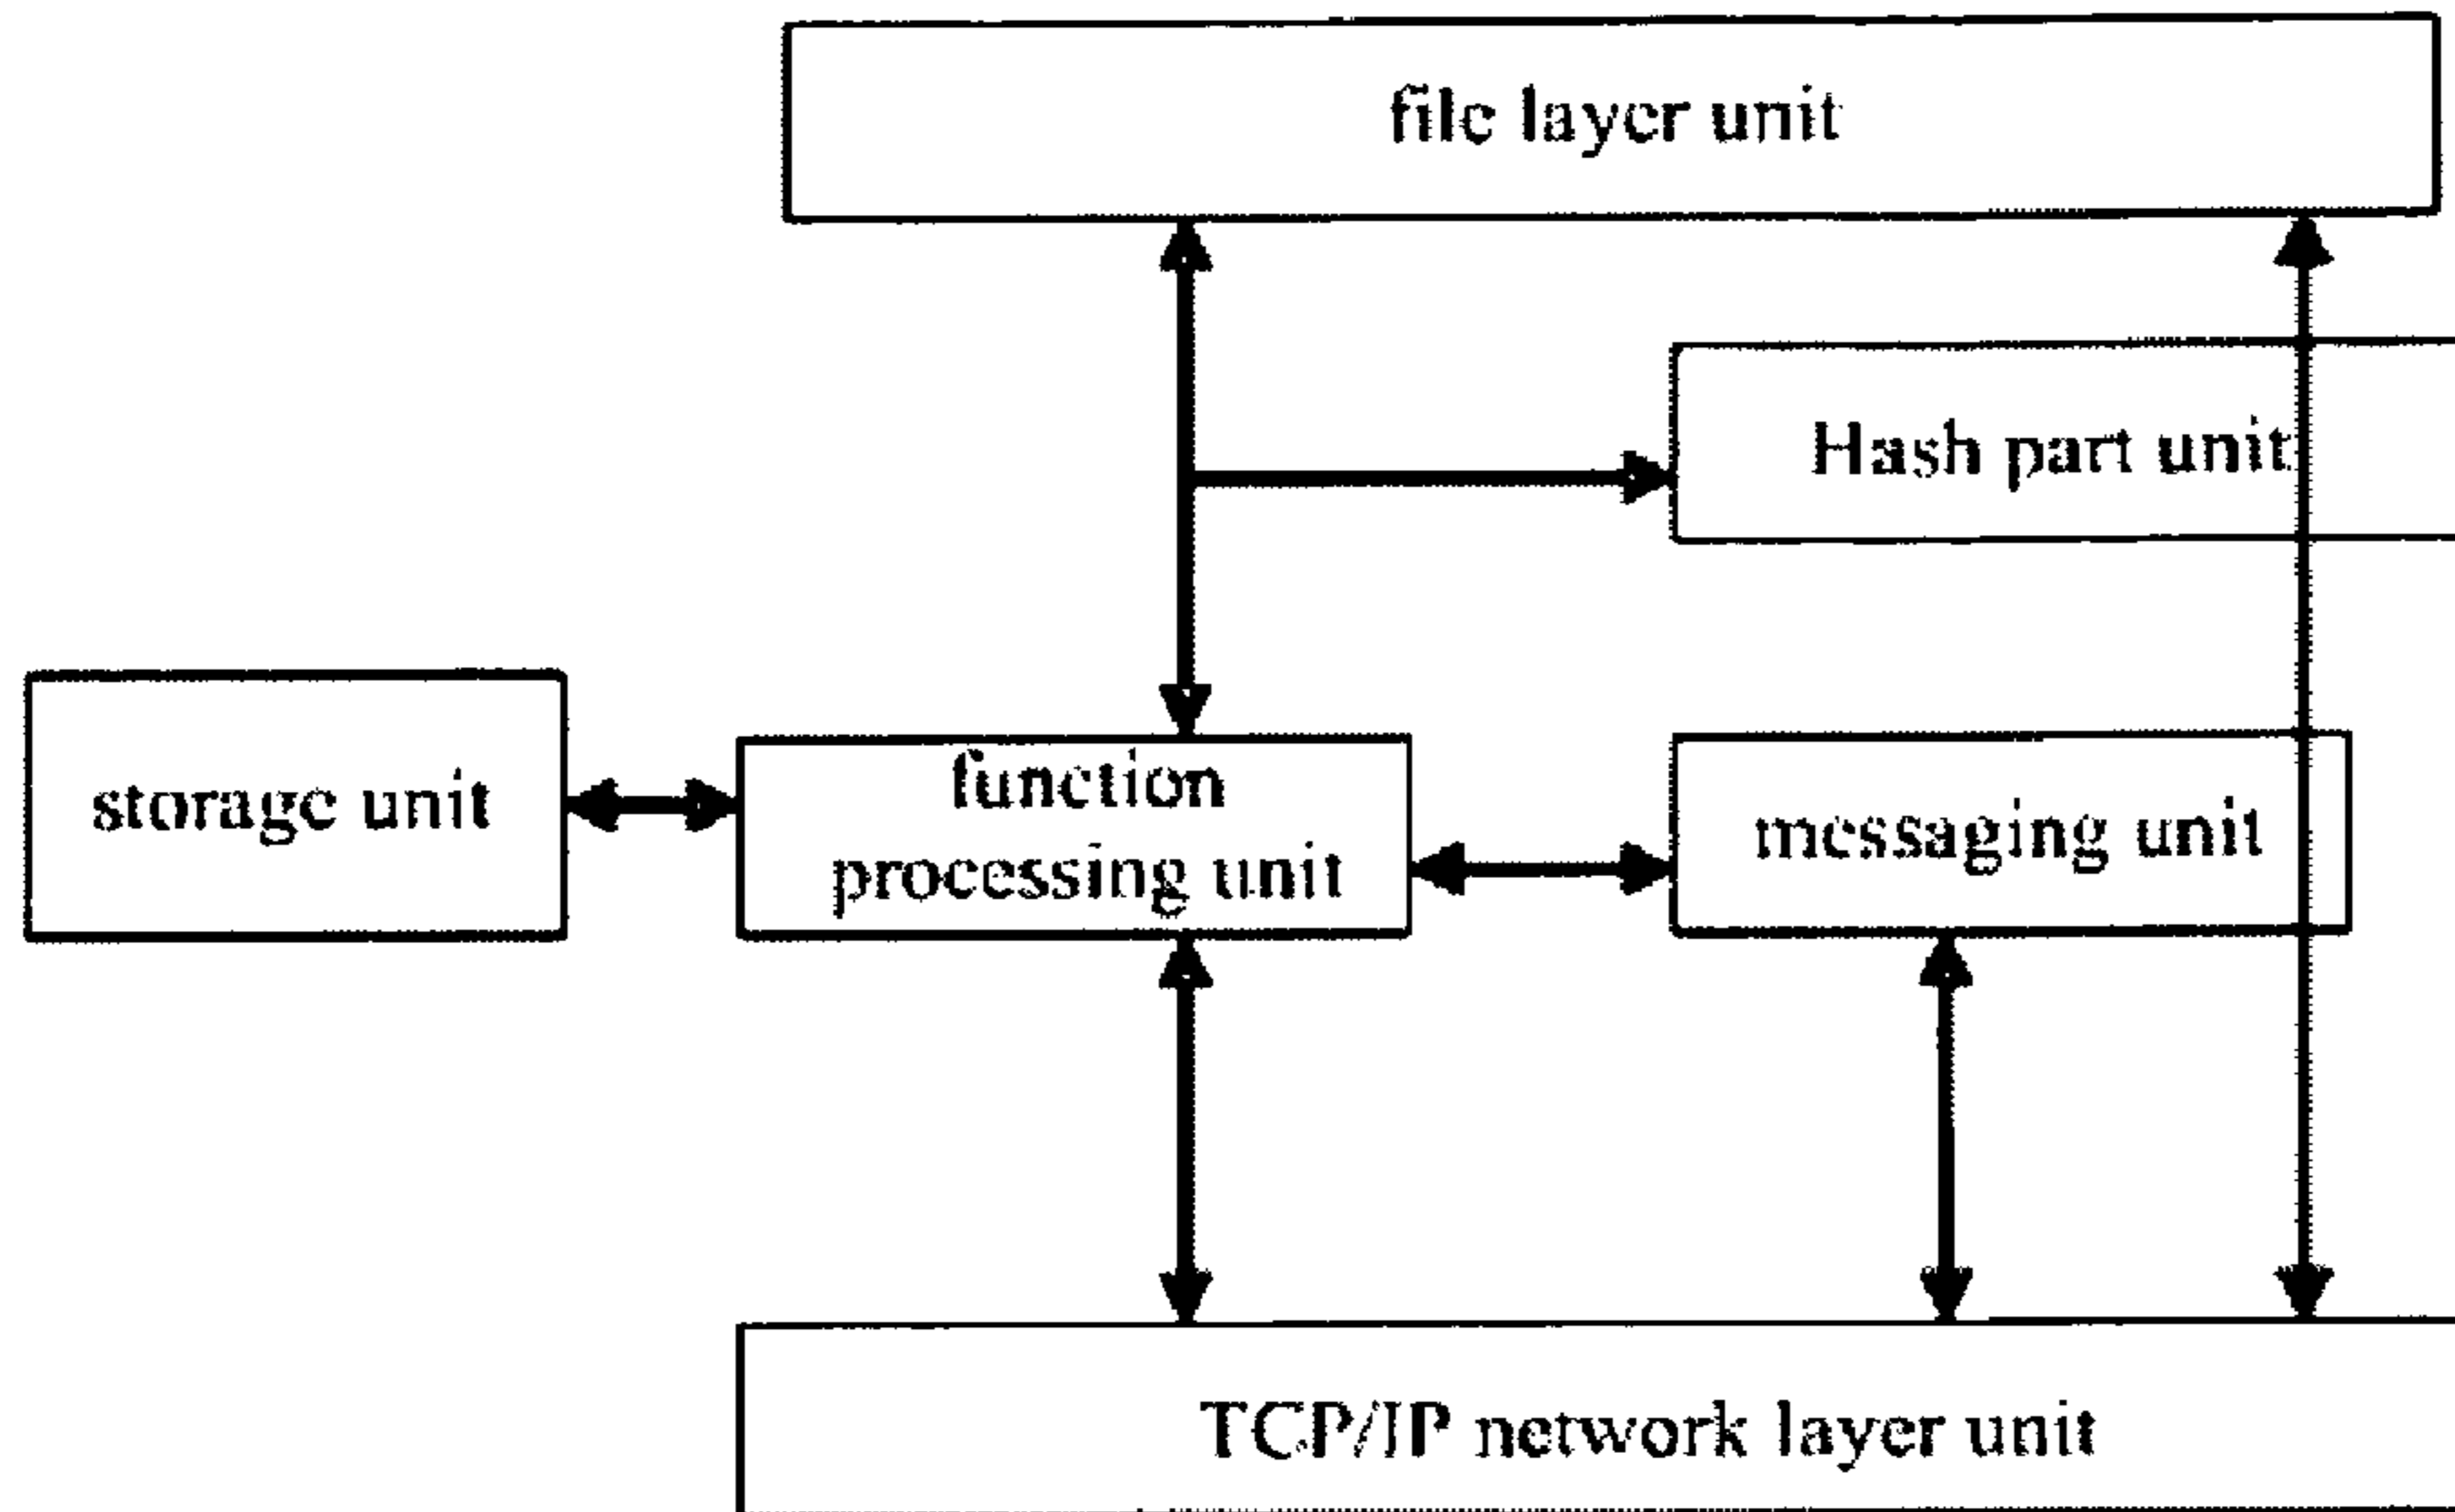 file layer unit
Hash part unit
storage unit
function
processing unit
messaging unit
TCP/IP network layer unit